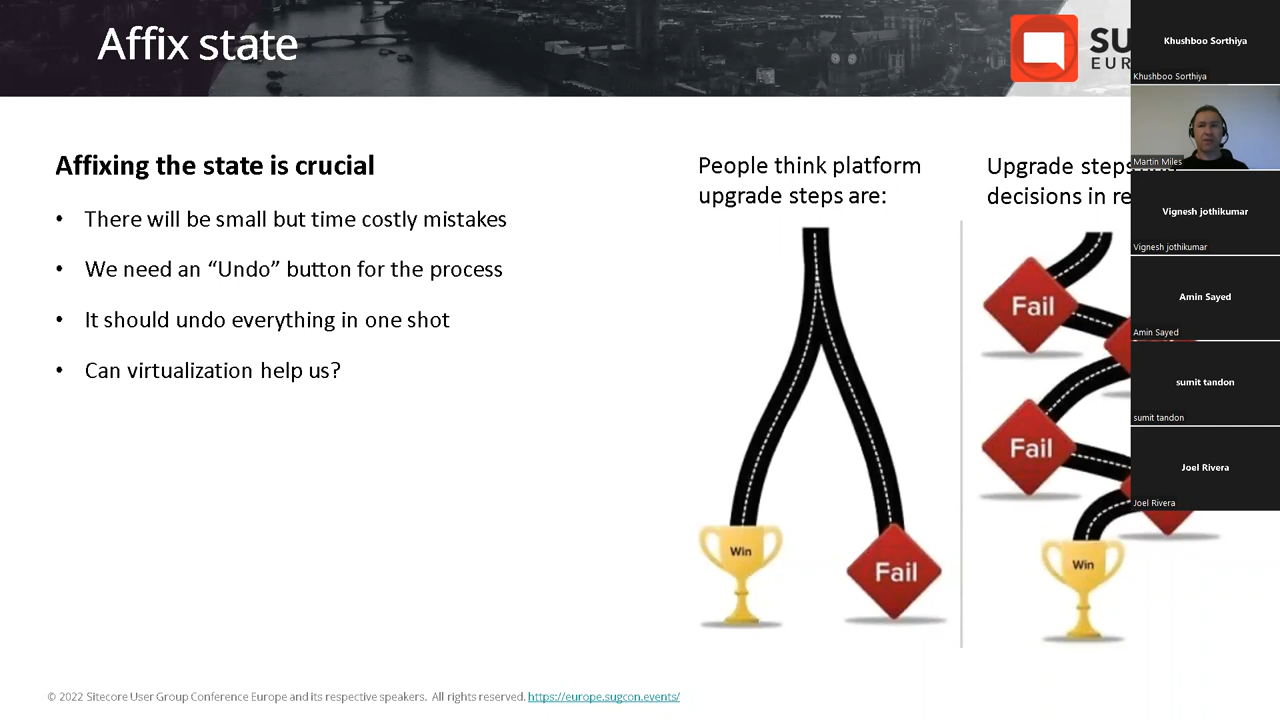 Affix state
SU
EUR
Affixing the state is crucial
• There will be small but time costly mistakes
• We need an “Undo” button for the process
• It should undo everything in one shot
• Can virtualization help us?
People think platform
upgrade steps are:
Win
Fail
Upgrade steps
decisions in re
Fail
Fail
Win
Khushboo Sorthiya
Khushboo Sorthiya
Martin Miles
Vignesh jothikumar
Vignesh jothikumar
Amin Sayed
Amin Sayed
sumit tandon
sumit tandon
Joel Rivera
Joel Rivera
© 2022 Sitecore User Group Conference Europe and its respective speakers. All rights reserved. https://europe.sugcon.events/